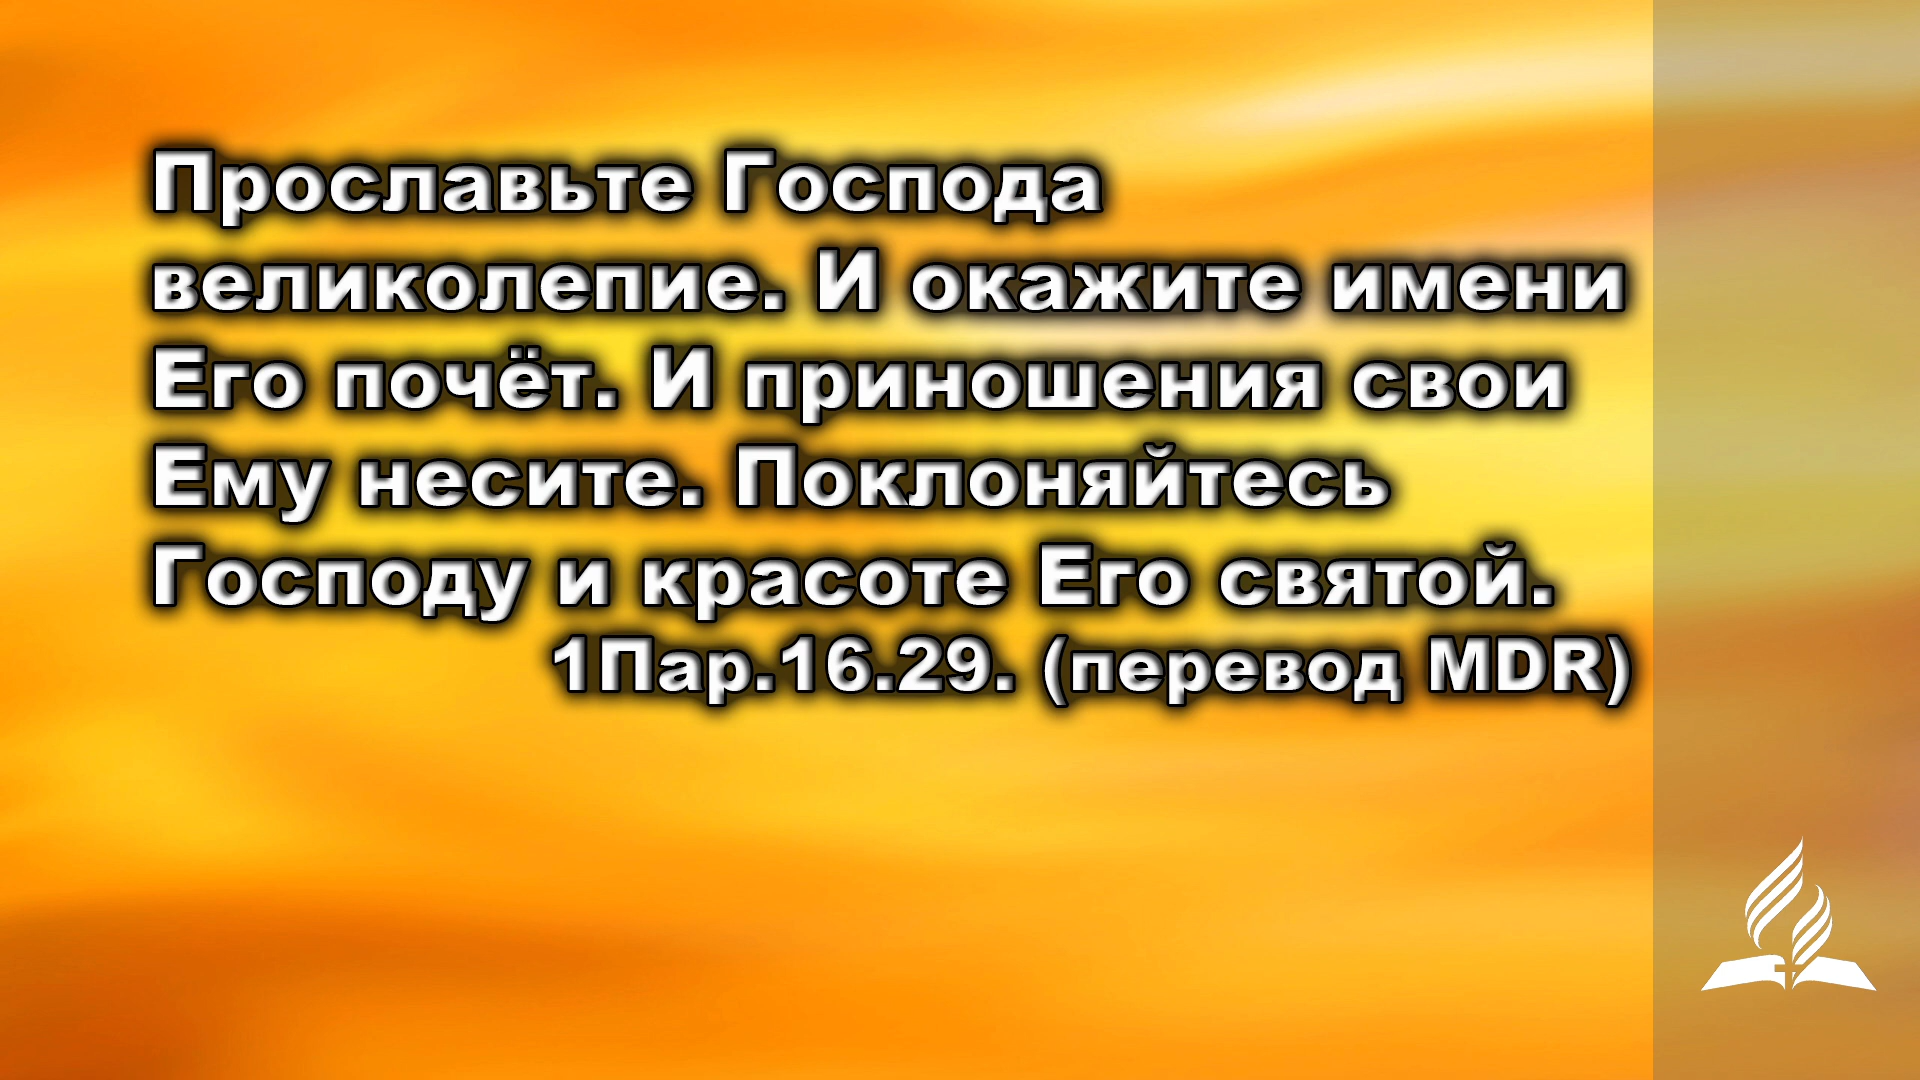 Прославьте Господа
великолепие. И окажите имени
Его почёт. И приношения свои
Ему несите. Поклоняйтесь
Господу и красоте Его святой.
1Пар.16.29. (перевод MDR)